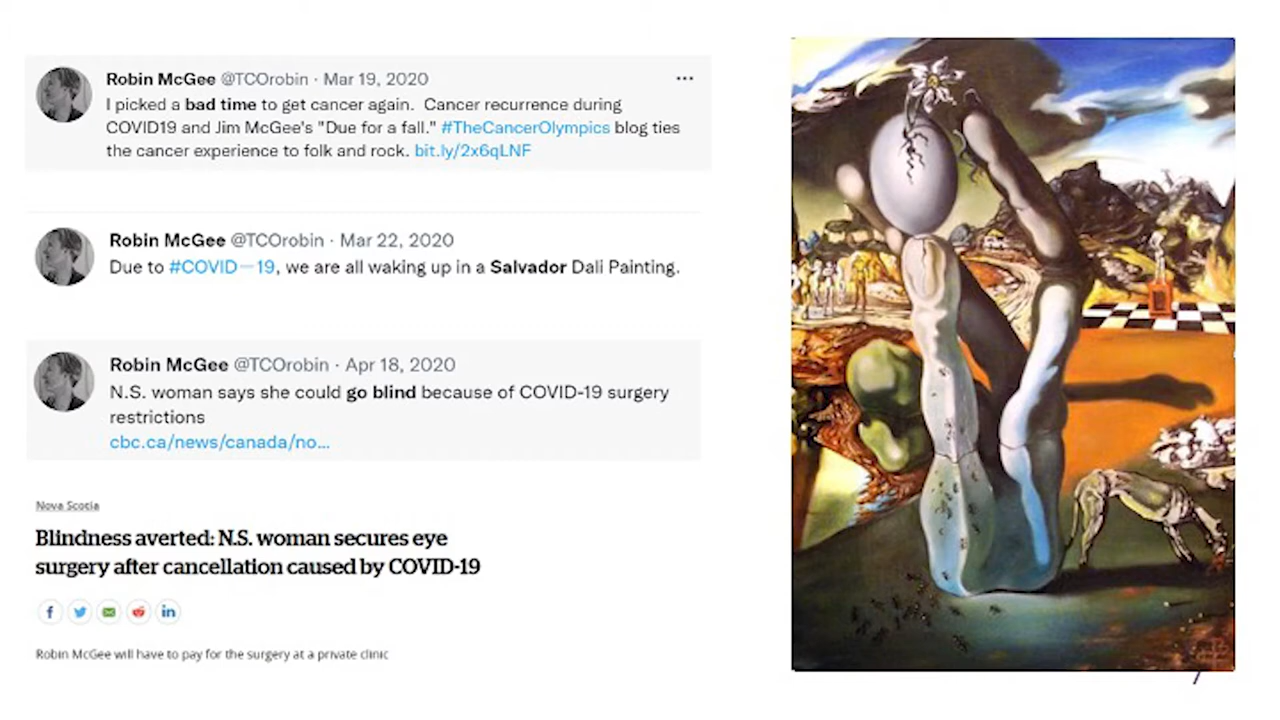 Robin McGee @TCOrobin · Mar 19, 2020
I picked a bad time to get cancer again. Cancer recurrence during
COVID19 and Jim McGee's "Due for a fall." #TheCancerOlympics blog ties
the cancer experience to folk and rock. bit.ly/2x6qLNF
Robin McGee @TCOrobin · Mar 22, 2020
Due to #COVID—19, we are all waking up in a Salvador Dali Painting.
Robin McGee @TCOrobin · Apr 18, 2020
N.S. woman says she could go blind because of COVID-19 surgery
restrictions
cbc.ca/news/canada/no...
Nova Scotia
Blindness averted: N.S. woman secures eye
surgery after cancellation caused by COVID-19
Robin McGee will have to pay for the surgery at a private clinic